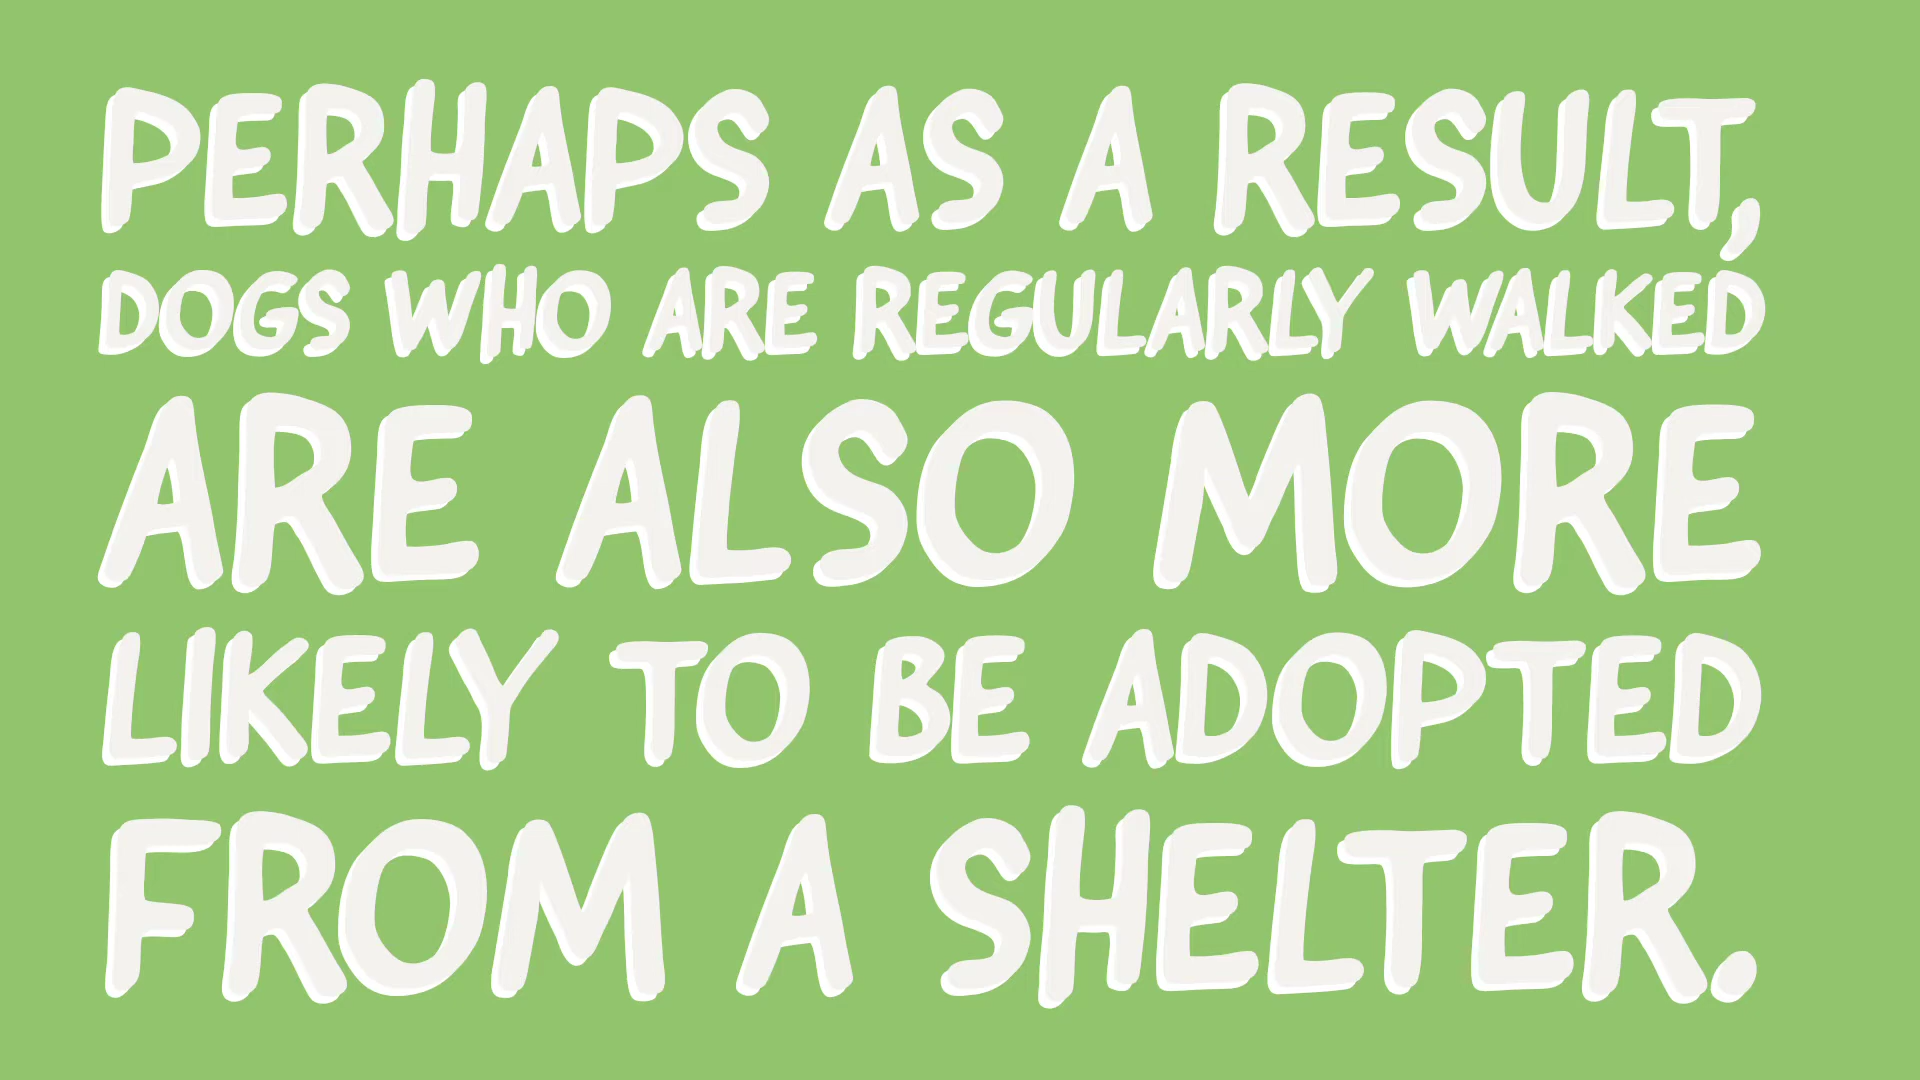 PERHAPS AS A RESULT,
DOGS WHO ARE REGULARLY WALKED
ARE ALSO MORE
LIKELY TO BE ADOPTED
FROM A SHELTER.